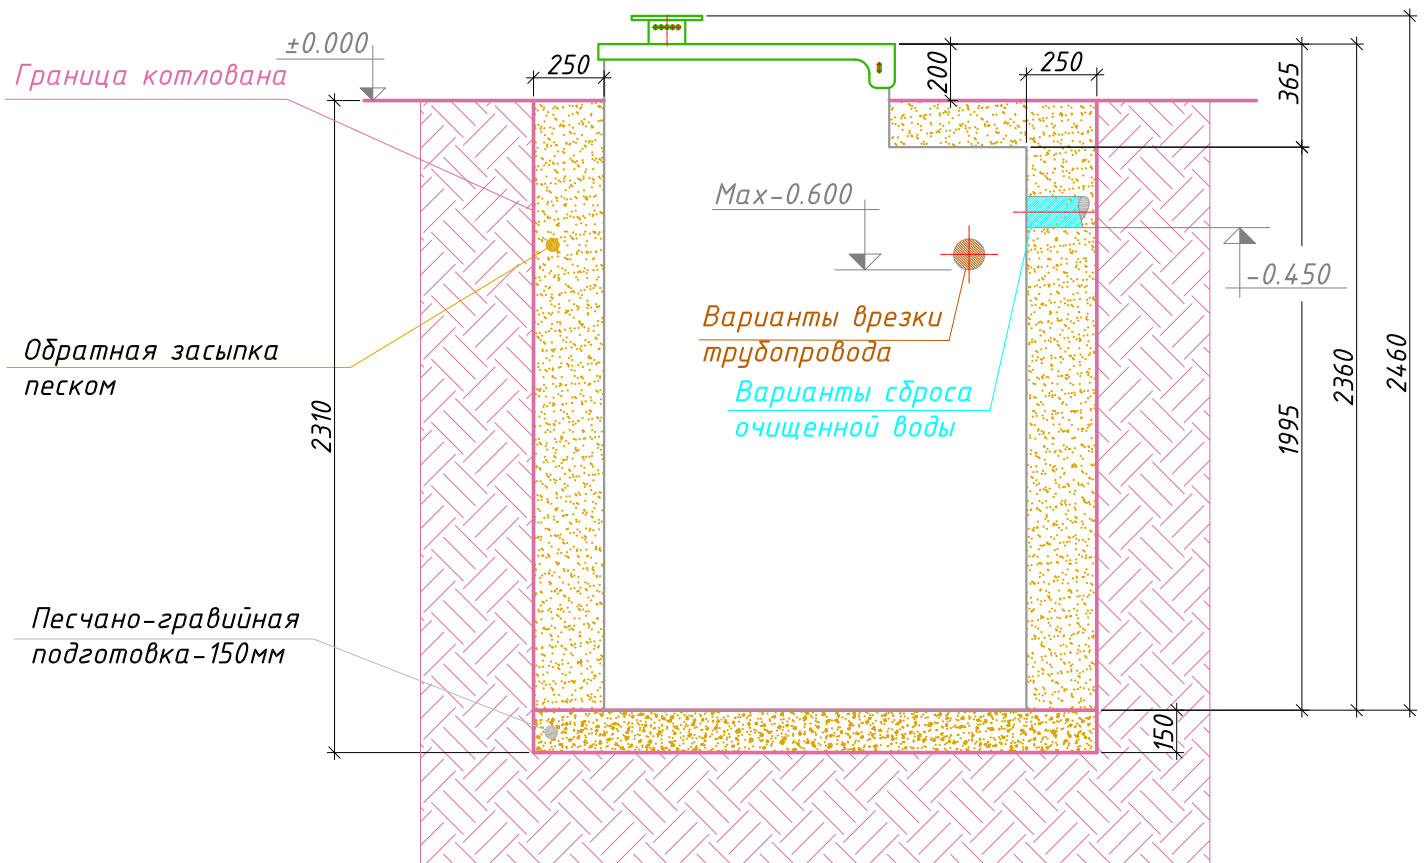 ±0.000
Граница котлована
250
200
250
365
Max-0.600
-0.450
Варианты врезки
трубопровода
Обратная засыпка
песком
Варианты сброса
очищенной воды
2310
1995
2360
2460
Песчано-гравийная
подготовка-150мм
150